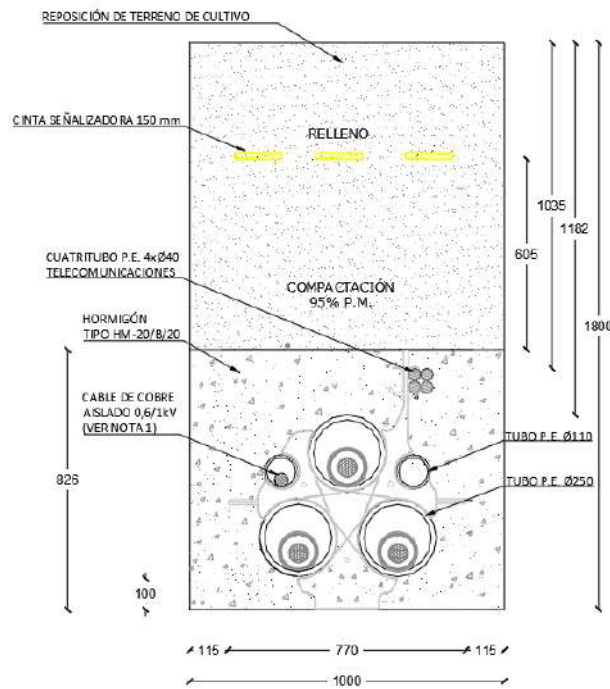 REPOSICIÓN DE TERRENO DE CULTIVO
CINTA SEÑALIZADORA 150 mm
RELLENO
1035
1182
605
CUATRITUBO P.E. 4xØ40
TELECOMUNICACIONES
COMPACTACIÓN
95% P.M.
1800
HORMIGÓN
TIPO HM-20/B/20
CABLE DE COBRE
AISLADO 0,6/1kV
(VER NOTA 1)
TUBO P.E. Ø110
826
TUBO P.E. Ø250
100
115
770
115
1000